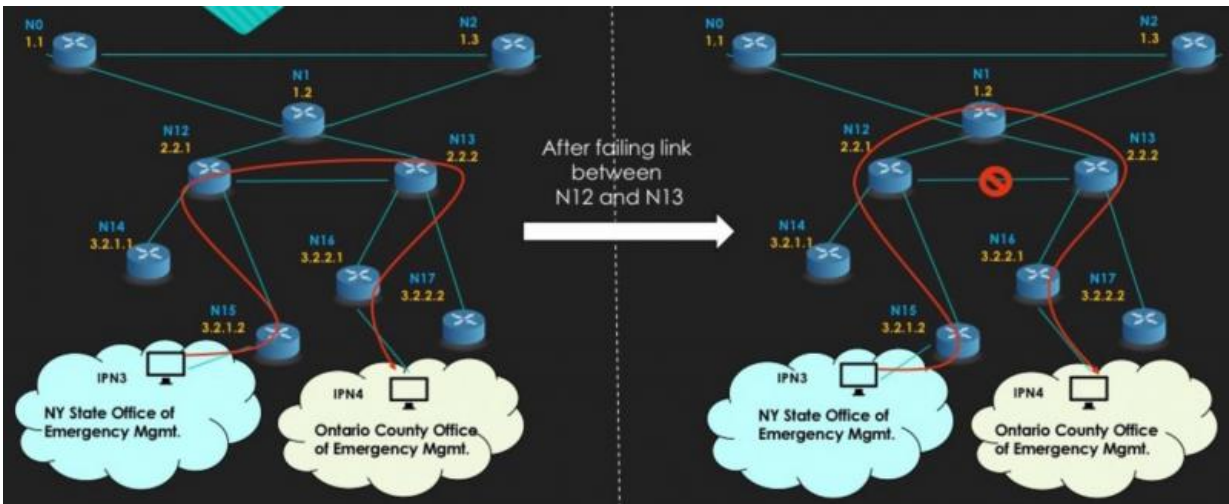 N0
1.1
N2
1.3
N1
1.2
N12
2.2.1
N13
2.2.2
N14
3.2.1.1
N16
3.2.2.1
N17
3.2.2.2
N15
3.2.1.2
IPN3
NY State Office of
Emergency Mgmt.
IPN4
Ontario County Office
of Emergency Mgmt.
After failing link
between
N12 and N13
N0
1.1
N2
1.3
N1
1.2
N12
2.2.1
N13
2.2.2
N14
3.2.1.1
N16
3.2.2.1
N17
3.2.2.2
N15
3.2.1.2
IPN3
NY State Office of
Emergency Mgmt.
IPN4
Ontario County Office
of Emergency Mgmt.